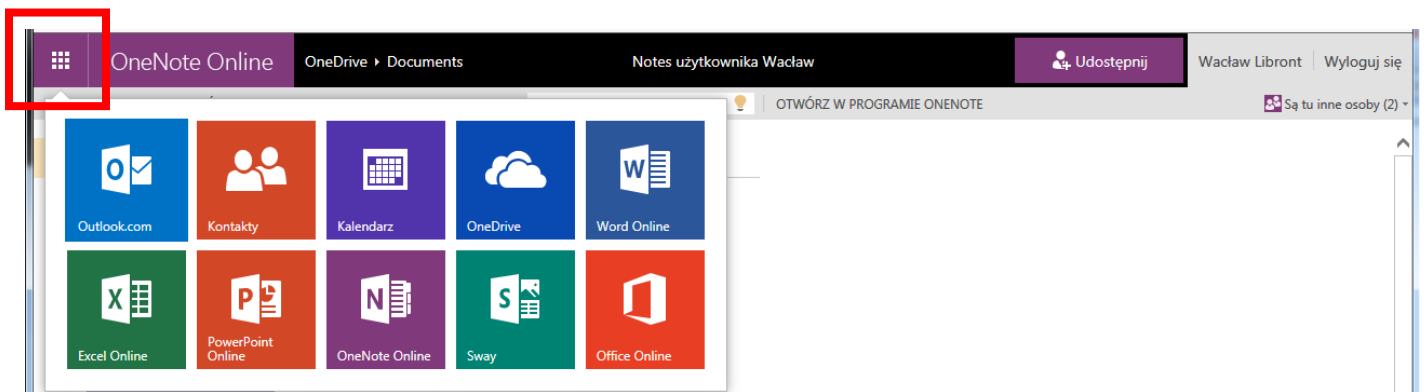 OneNote Online OneDrive ▸ Documents Notes użytkownika Wacław Udostępnij Wacław Libront Wyloguj się
OTWÓRZ W PROGRAMIE ONENOTE Są tu inne osoby (2)
Outlook.com Kontakty Kalendarz OneDrive Word Online
Excel Online PowerPoint Online OneNote Online Sway Office Online